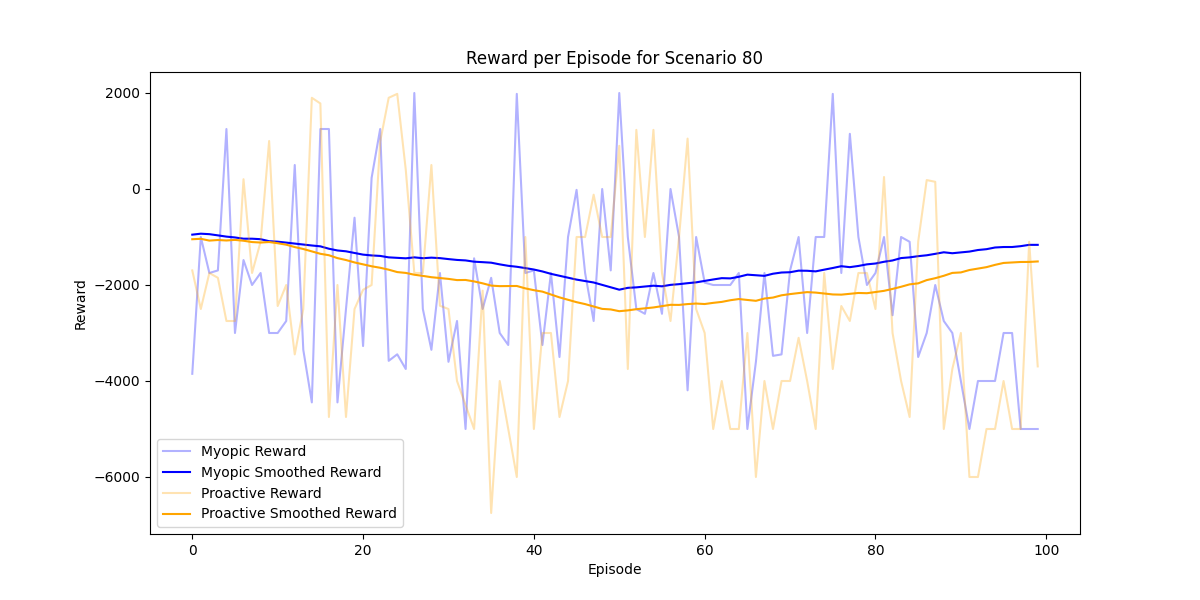 Reward per Episode for Scenario 80
Reward
2000
0
−2000
−4000
−6000
Myopic Reward
Myopic Smoothed Reward
Proactive Reward
Proactive Smoothed Reward
0 20 40 60 80 100
Episode